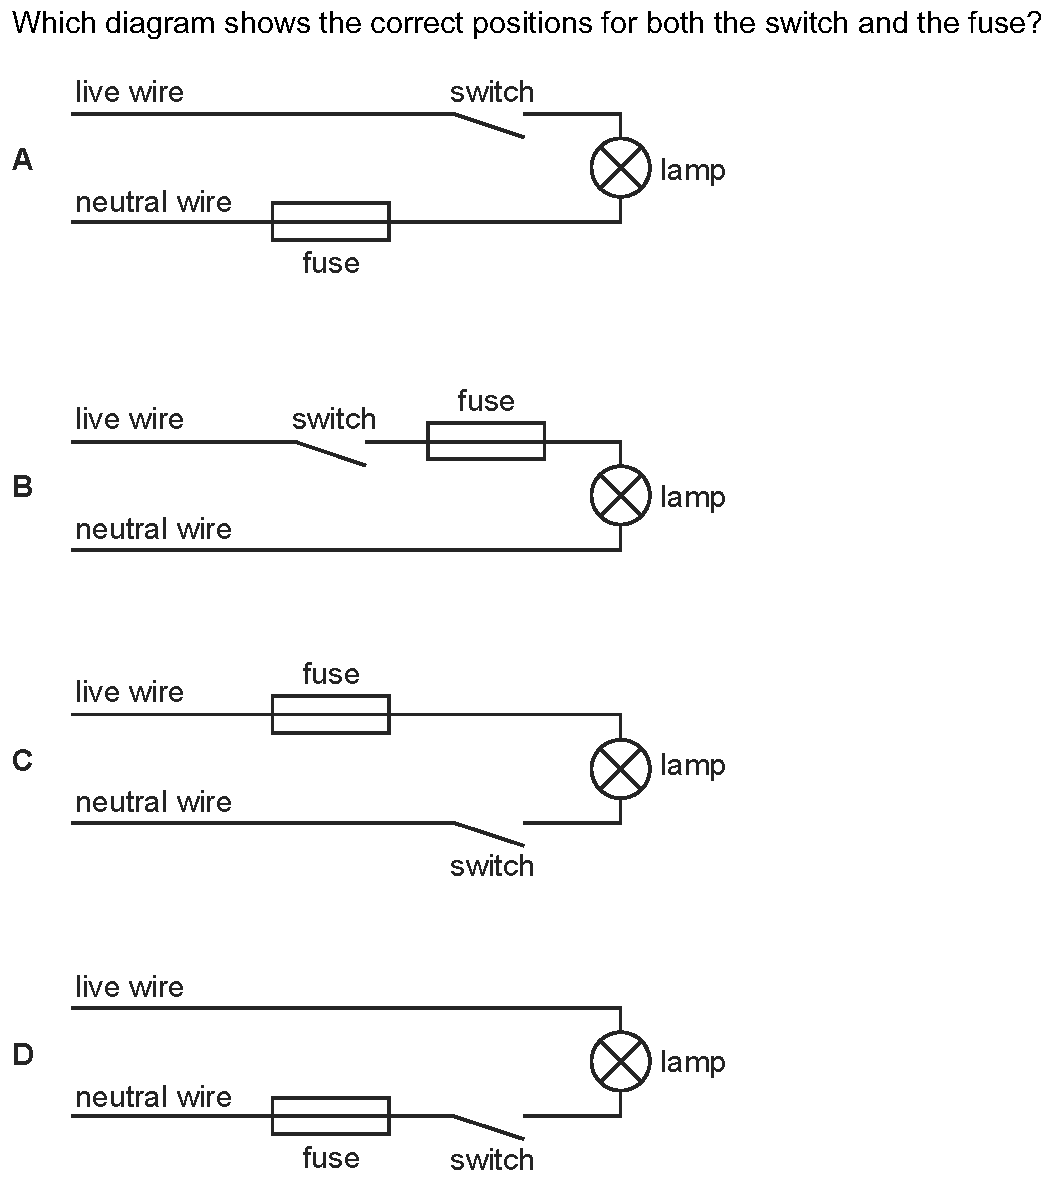 Which diagram shows the correct positions for both the switch and the fuse?
live wire
switch
A
lamp
neutral wire
fuse
fuse
live wire
switch
B
lamp
neutral wire
fuse
live wire
C
lamp
neutral wire
switch
live wire
D
lamp
neutral wire
fuse
switch